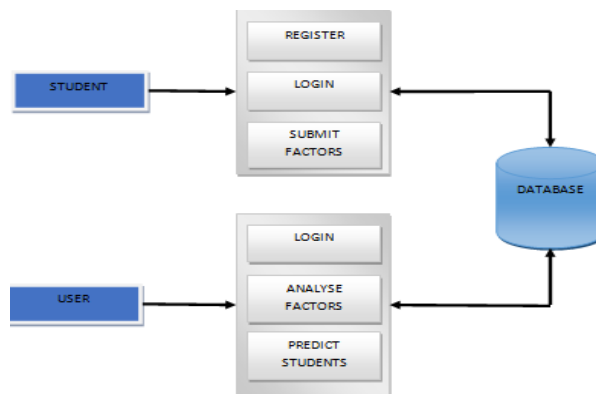 STUDENT
REGISTER
LOGIN
SUBMIT
FACTORS
DATABASE
USER
LOGIN
ANALYSE
FACTORS
PREDICT
STUDENTS